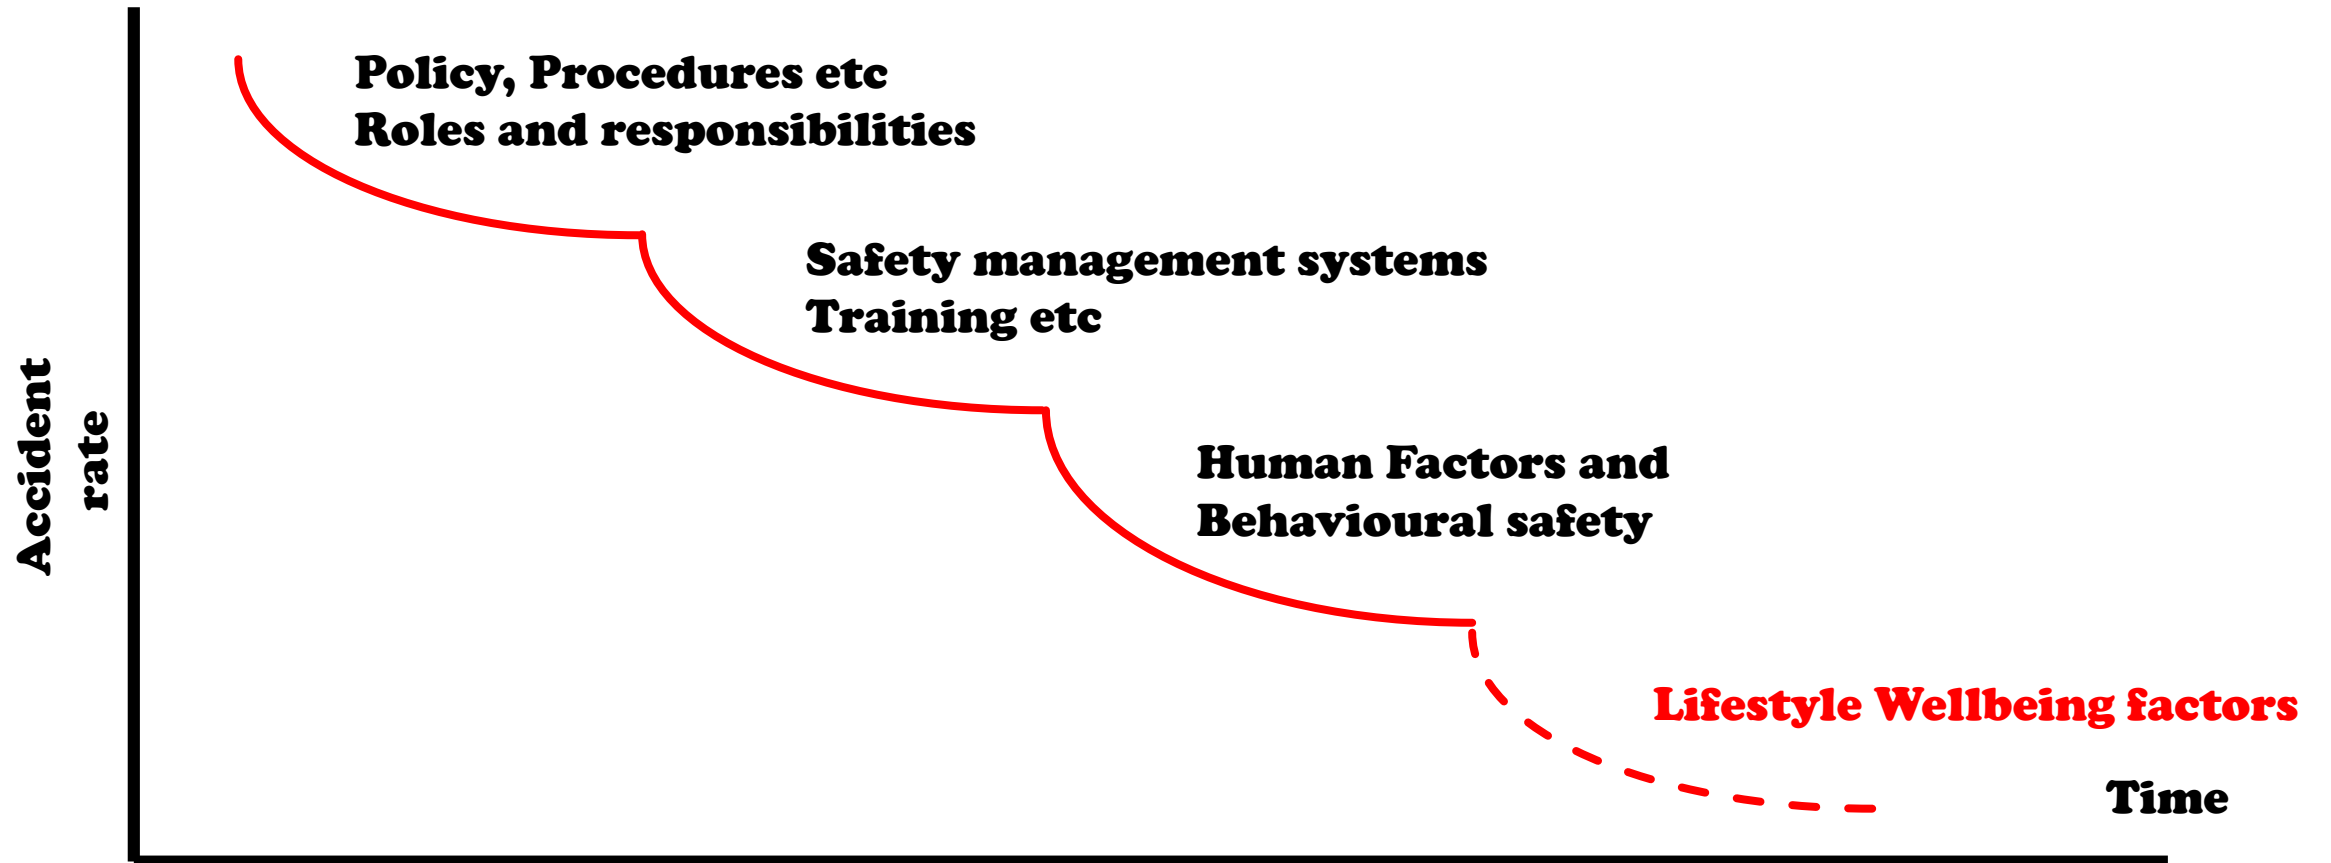 Policy, Procedures etc
Roles and responsibilities
Safety management systems
Training etc
Accident
rate
Human Factors and
Behavioural safety
Lifestyle Wellbeing factors
Time